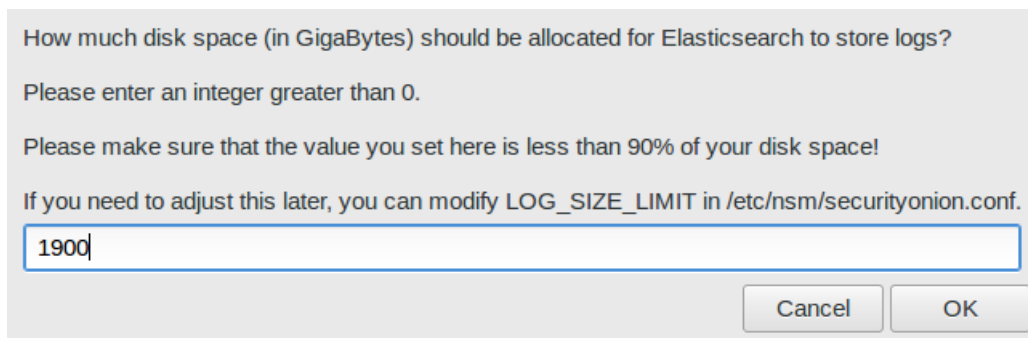 How much disk space (in GigaBytes) should be allocated for Elasticsearch to store logs?
Please enter an integer greater than 0.
Please make sure that the value you set here is less than 90% of your disk space!
If you need to adjust this later, you can modify LOG_SIZE_LIMIT in /etc/nsm/securityonion.conf.
1900
Cancel OK